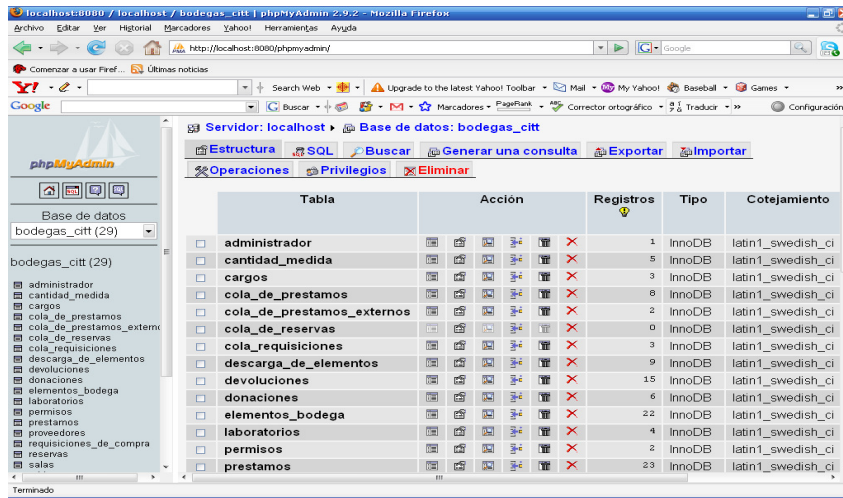 localhost:8080 / localhost / bodegas_citt | phpMyAdmin 2.9.2 - Mozilla Firefox
Archivo Editar Ver Historial Marcadores Yahoo! Herramientas Ayuda
http://localhost:8080/phpmyadmin/
G Google
Comenzar a usar Firef... Últimas noticias
Y! Search Web Upgrade to the latest Yahoo! Toolbar Mail My Yahoo! Baseball Games »
Google G Buscar Marcadores PageRank Corrector ortográfico Traducir » Configuración
phpMyAdmin
Base de datos
bodegas_citt (29)
bodegas_citt (29)
administrador
cantidad_medida
cargos
cola_de_prestamos
cola_de_prestamos_externo
cola_de_reservas
cola_requisiciones
descarga_de_elementos
devoluciones
donaciones
elementos_bodega
laboratorios
permisos
prestamos
proveedores
requisiciones_de_compra
reservas
salas
Servidor: localhost ▸ Base de datos: bodegas_citt
Estructura SQL Buscar Generar una consulta Exportar Importar
Operaciones Privilegios Eliminar
Tabla Acción Registros Tipo Cotejamiento
administrador 1 InnoDB latin1_swedish_ci
cantidad_medida 5 InnoDB latin1_swedish_ci
cargos 3 InnoDB latin1_swedish_ci
cola_de_prestamos 8 InnoDB latin1_swedish_ci
cola_de_prestamos_externos 2 InnoDB latin1_swedish_ci
cola_de_reservas 0 InnoDB latin1_swedish_ci
cola_requisiciones 3 InnoDB latin1_swedish_ci
descarga_de_elementos 9 InnoDB latin1_swedish_ci
devoluciones 15 InnoDB latin1_swedish_ci
donaciones 6 InnoDB latin1_swedish_ci
elementos_bodega 22 InnoDB latin1_swedish_ci
laboratorios 4 InnoDB latin1_swedish_ci
permisos 2 InnoDB latin1_swedish_ci
prestamos 23 InnoDB latin1_swedish_ci
Terminado